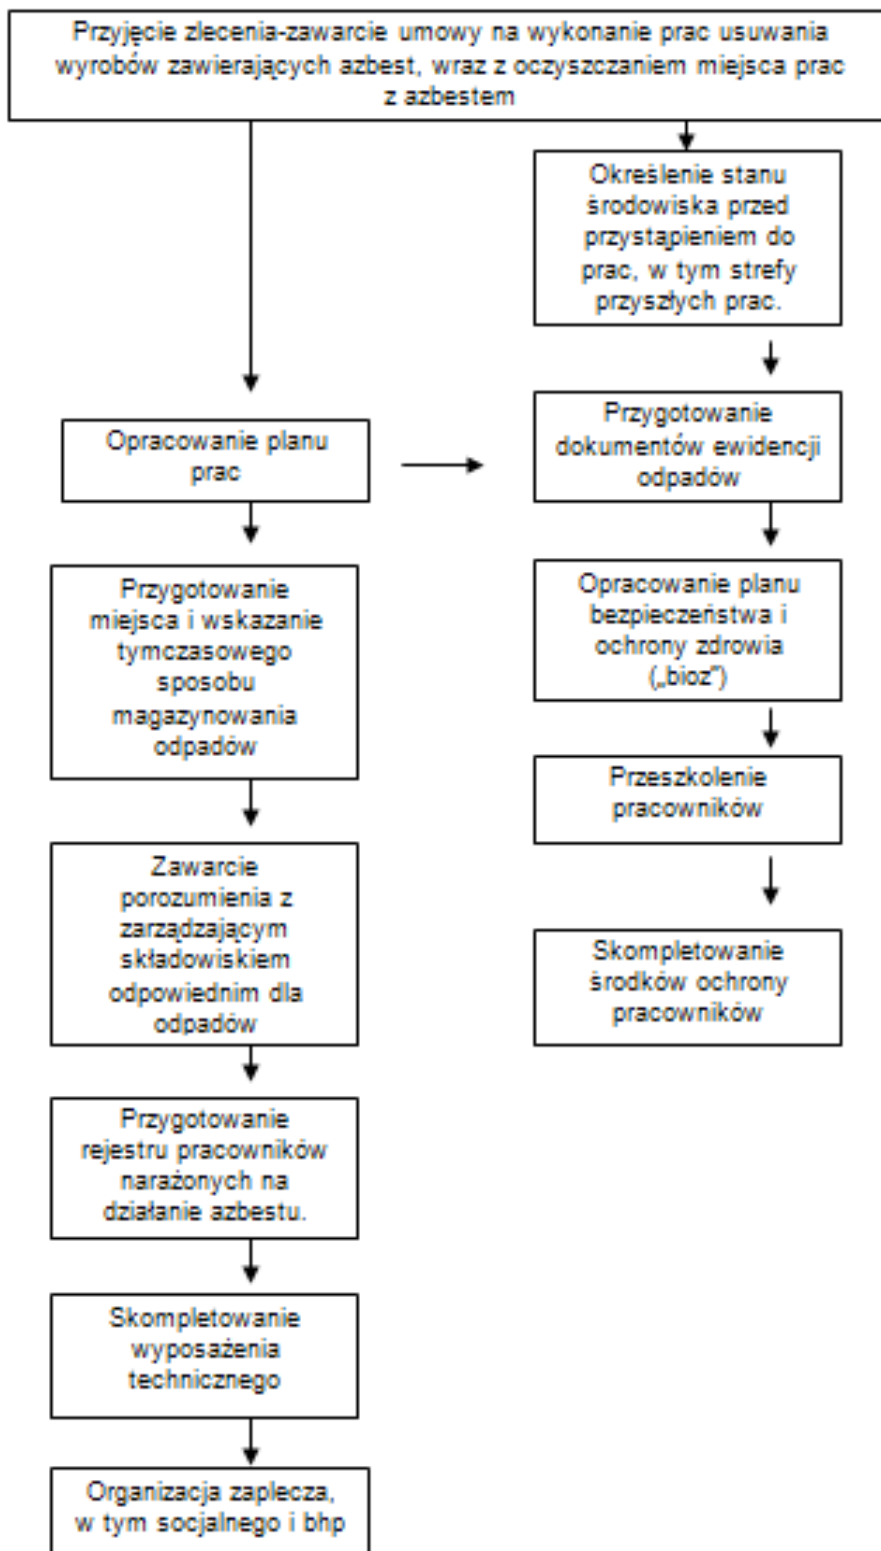 Przyjęcie zlecenia-zawarcie umowy na wykonanie prac usuwania
wyrobów zawierających azbest, wraz z oczyszczaniem miejsca prac
z azbestem
Określenie stanu
środowiska przed
przystąpieniem do
prac, w tym strefy
przyszłych prac.
Opracowanie planu
prac
Przygotowanie
dokumentów ewidencji
odpadów
Przygotowanie
miejsca i wskazanie
tymczasowego
sposobu
magazynowania
odpadów
Opracowanie planu
bezpieczeństwa i
ochrony zdrowia
(„bioz”)
Przeszkolenie
pracowników
Zawarcie
porozumienia z
zarządzającym
składowiskiem
odpowiednim dla
odpadów
Skompletowanie
środków ochrony
pracowników
Przygotowanie
rejestru pracowników
narażonych na
działanie azbestu.
Skompletowanie
wyposażenia
technicznego
Organizacja zaplecza,
w tym socjalnego i bhp